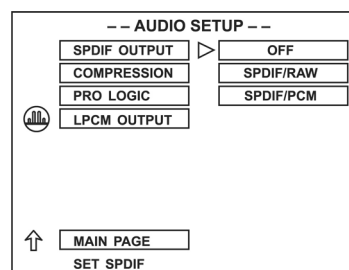 – – AUDIO SETUP – –
SPDIF OUTPUT
OFF
COMPRESSION
SPDIF/RAW
PRO LOGIC
SPDIF/PCM
LPCM OUTPUT
MAIN PAGE
SET SPDIF